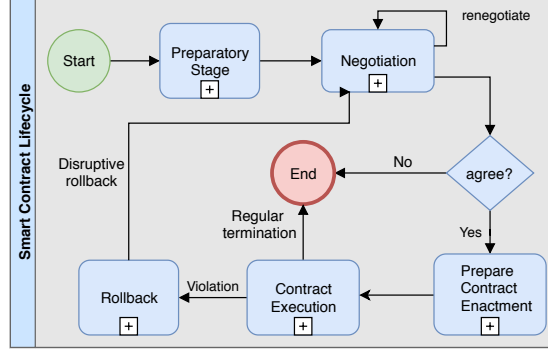 Smart Contract Lifecycle
Start
Preparatory
Stage
+
Negotiation
+
renegotiate
Disruptive
rollback
End
No
agree?
Regular
termination
Yes
Rollback
+
Violation
Contract
Execution
+
Prepare
Contract
Enactment
+